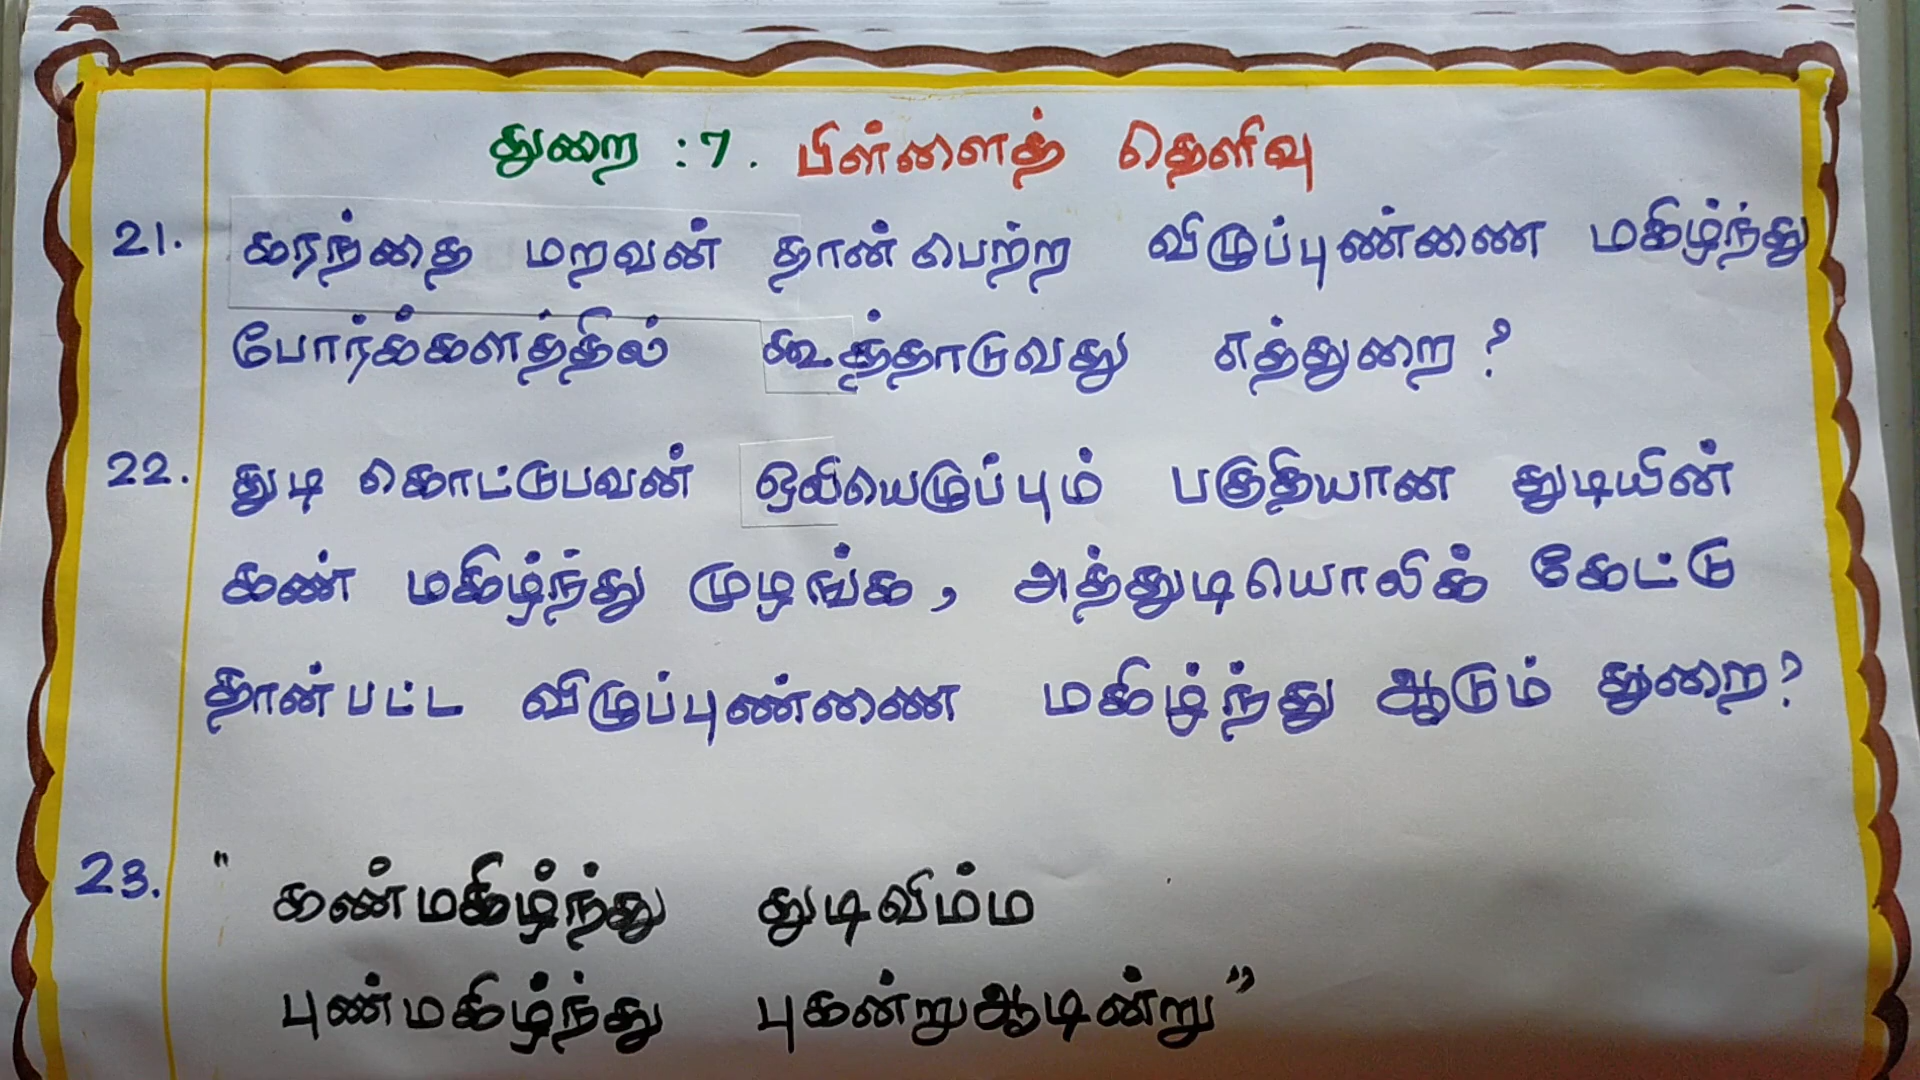 துறை : 7. பிள்ளைத் தெளிவு
21. கரந்தை மறவன் தான் பெற்ற விழுப்புண்ணை மகிழ்ந்து
போர்க்களத்தில் கூத்தாடுவது எத்துறை ?
22. துடி கொட்டுபவன் ஒலியெழுப்பும் பகுதியான துடியின்
கண் மகிழ்ந்து முழங்க, அத்துடியொலிக் கேட்டு
தான்பட்ட விழுப்புண்ணை மகிழ்ந்து ஆடும் துறை?
23. " கண்மகிழ்ந்து துடிவிம்ம
புண்மகிழ்ந்து புகன்றுஆடின்று”